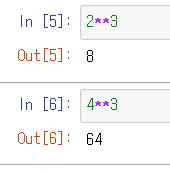 In [5]: 2**3
Out[5]: 8
In [6]: 4**3
Out[6]: 64